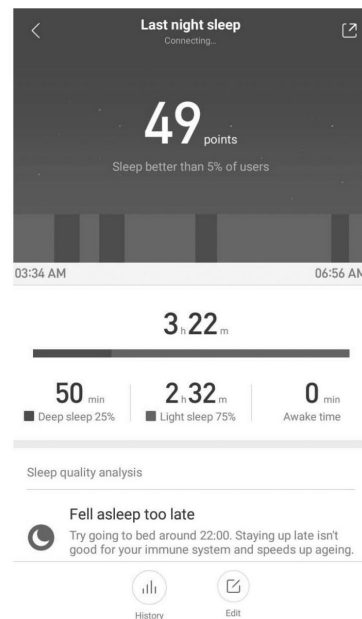 Last night sleep
Connecting...
49 points
Sleep better than 5% of users
03:34 AM 06:56 AM
3 h 22 m
50 min 2 h 32 m 0 min
Deep sleep 25% Light sleep 75% Awake time
Sleep quality analysis
Fell asleep too late
Try going to bed around 22:00. Staying up late isn't
good for your immune system and speeds up ageing.
History Edit